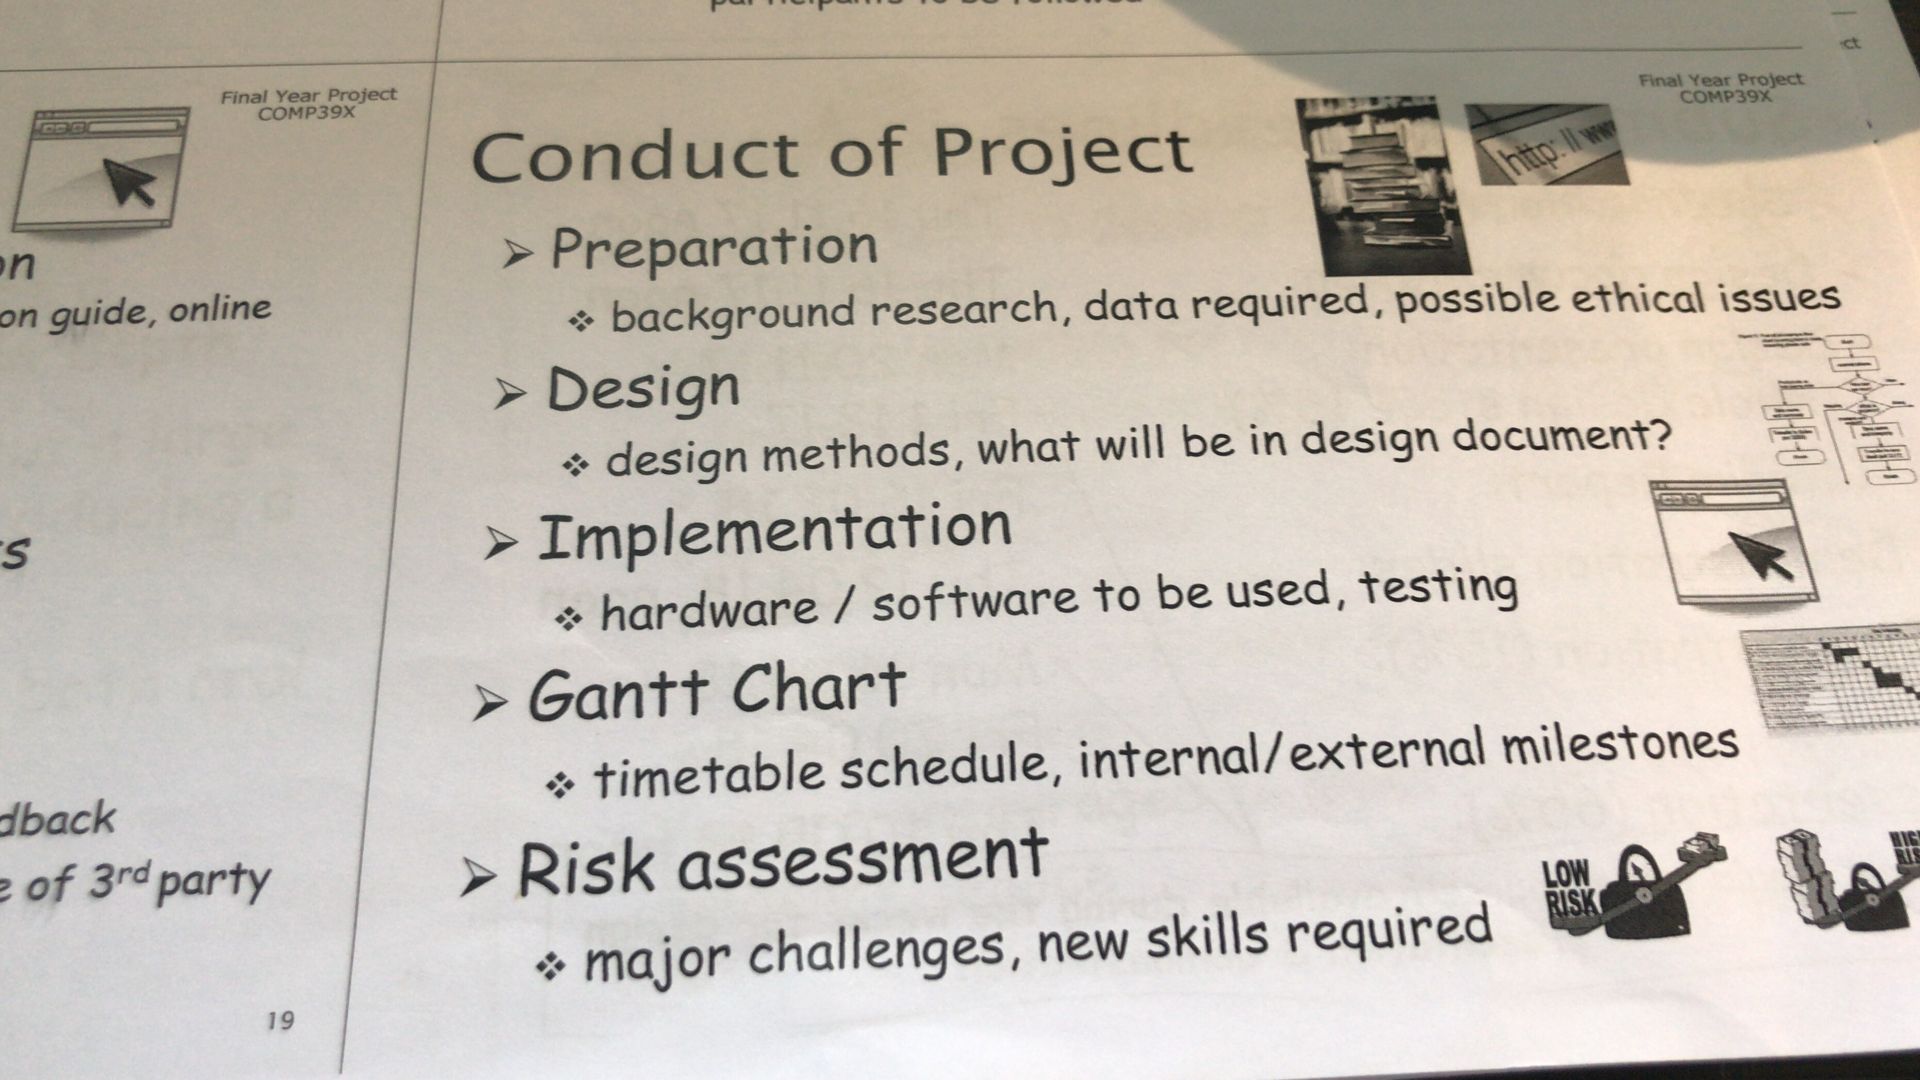 participants to be followed
ct
Final Year Project
COMP39X
on
on guide, online
s
dback
e of 3rd party
19
Final Year Project
COMP39X
Conduct of Project
http://www
➢ Preparation
❖ background research, data required, possible ethical issues
➢ Design
❖ design methods, what will be in design document?
➢ Implementation
❖ hardware / software to be used, testing
➢ Gantt Chart
❖ timetable schedule, internal/external milestones
➢ Risk assessment
❖ major challenges, new skills required
LOW
RISK
HIG
RIS